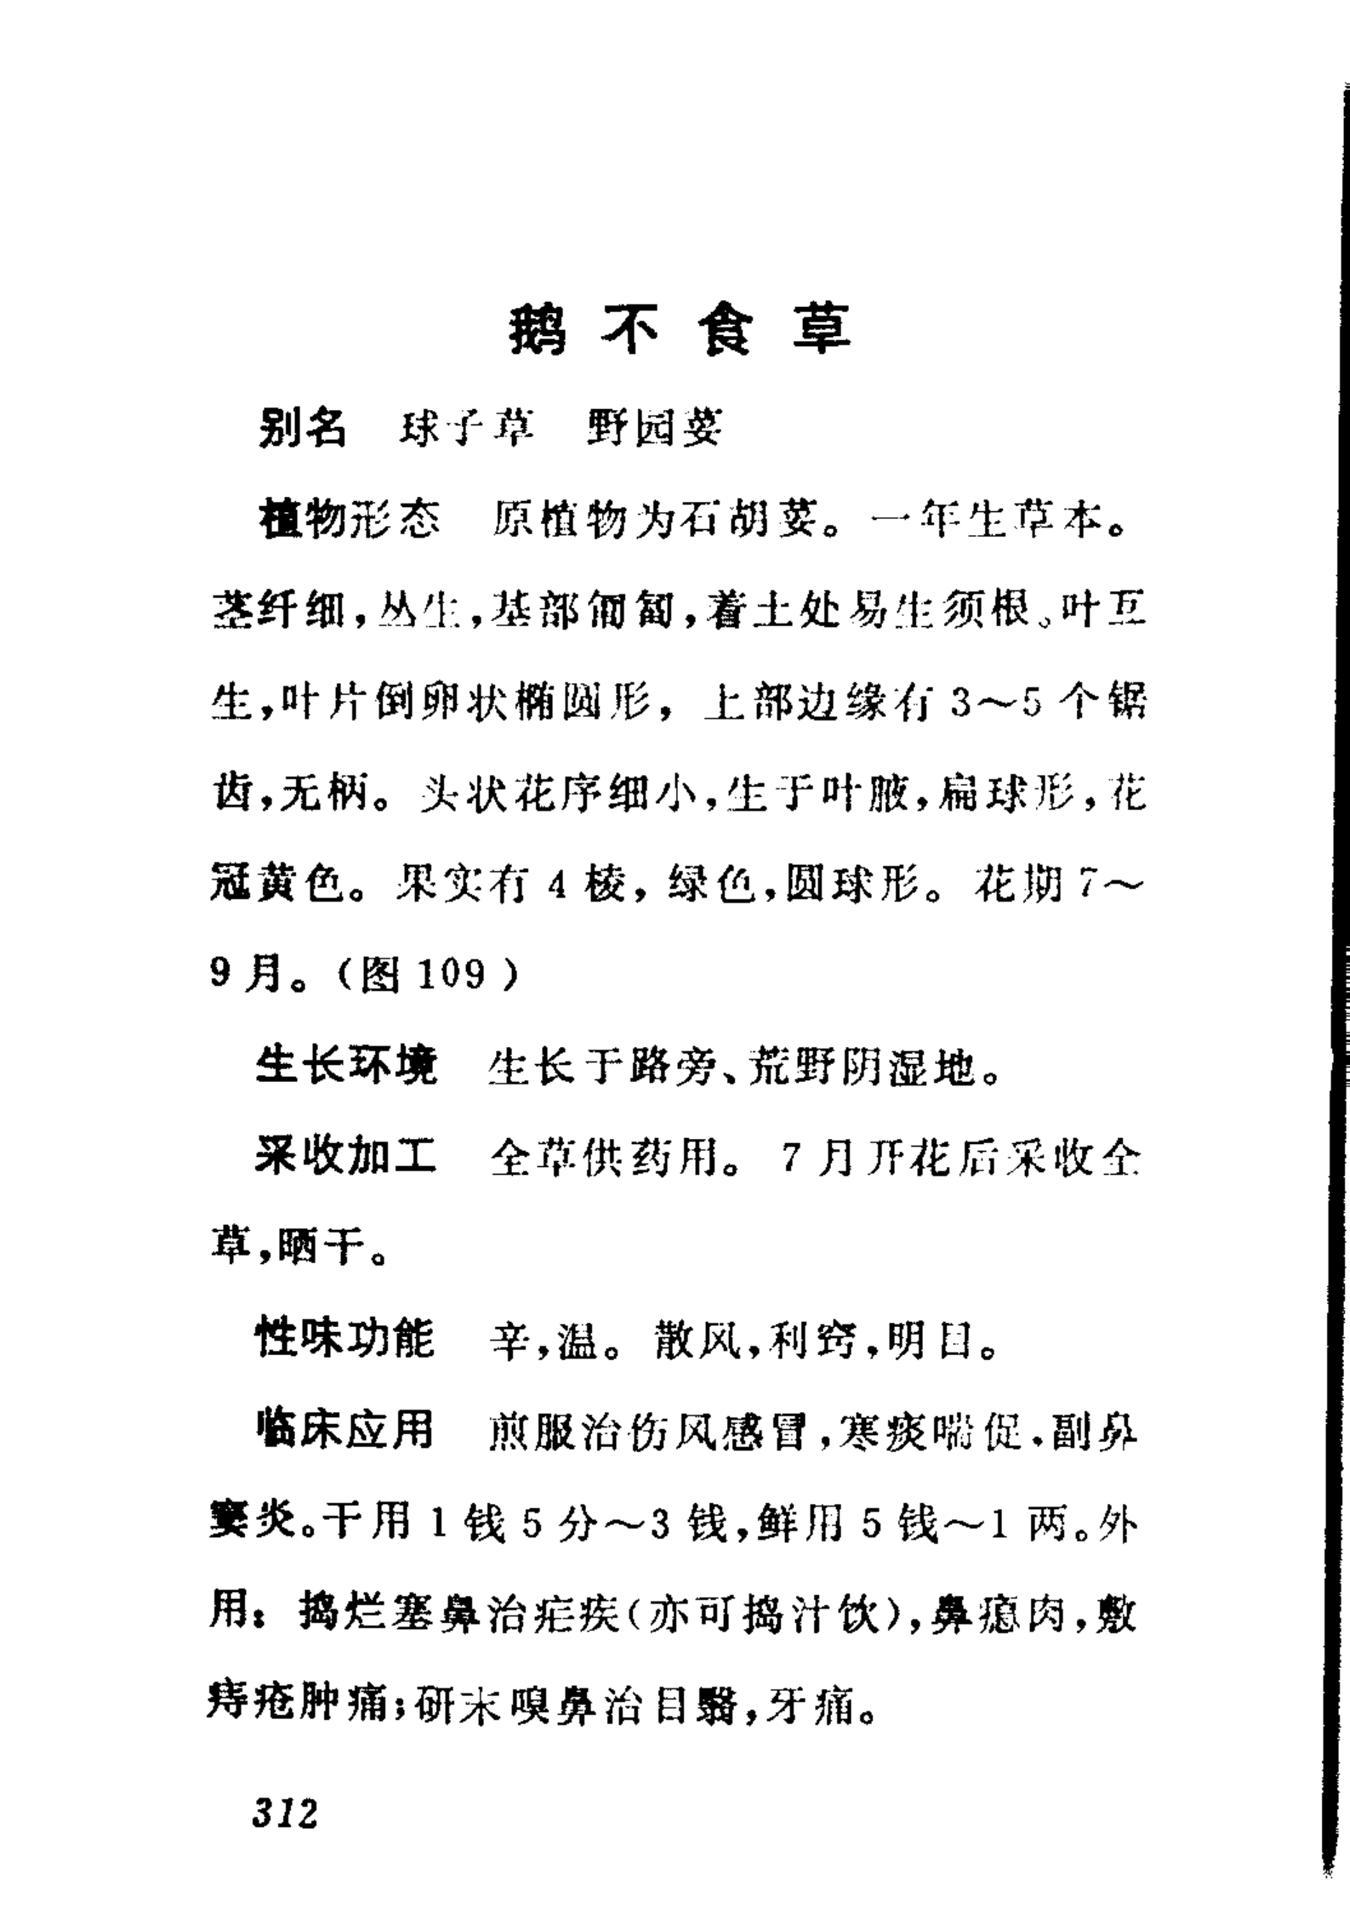 鹅不食草
别名 球子草 野园荽
植物形态 原植物为石胡荽。一年生草本。
茎纤细，丛生，基部匍匐，着土处易生须根。叶互
生，叶片倒卵状椭圆形，上部边缘有3～5个锯
齿，无柄。头状花序细小，生于叶腋，扁球形，花
冠黄色。果实有4棱，绿色，圆球形。花期7～
9月。（图109）
生长环境 生长于路旁、荒野阴湿地。
采收加工 全草供药用。7月开花后采收全
草，晒干。
性味功能 辛，温。散风，利窍，明目。
临床应用 煎服治伤风感冒，寒痰喘促，副鼻
窦炎。干用1钱5分～3钱，鲜用5钱～1两。外
用：捣烂塞鼻治疟疾（亦可捣汁饮），鼻瘜肉，敷
痔疮肿痛；研末嗅鼻治目翳，牙痛。
312